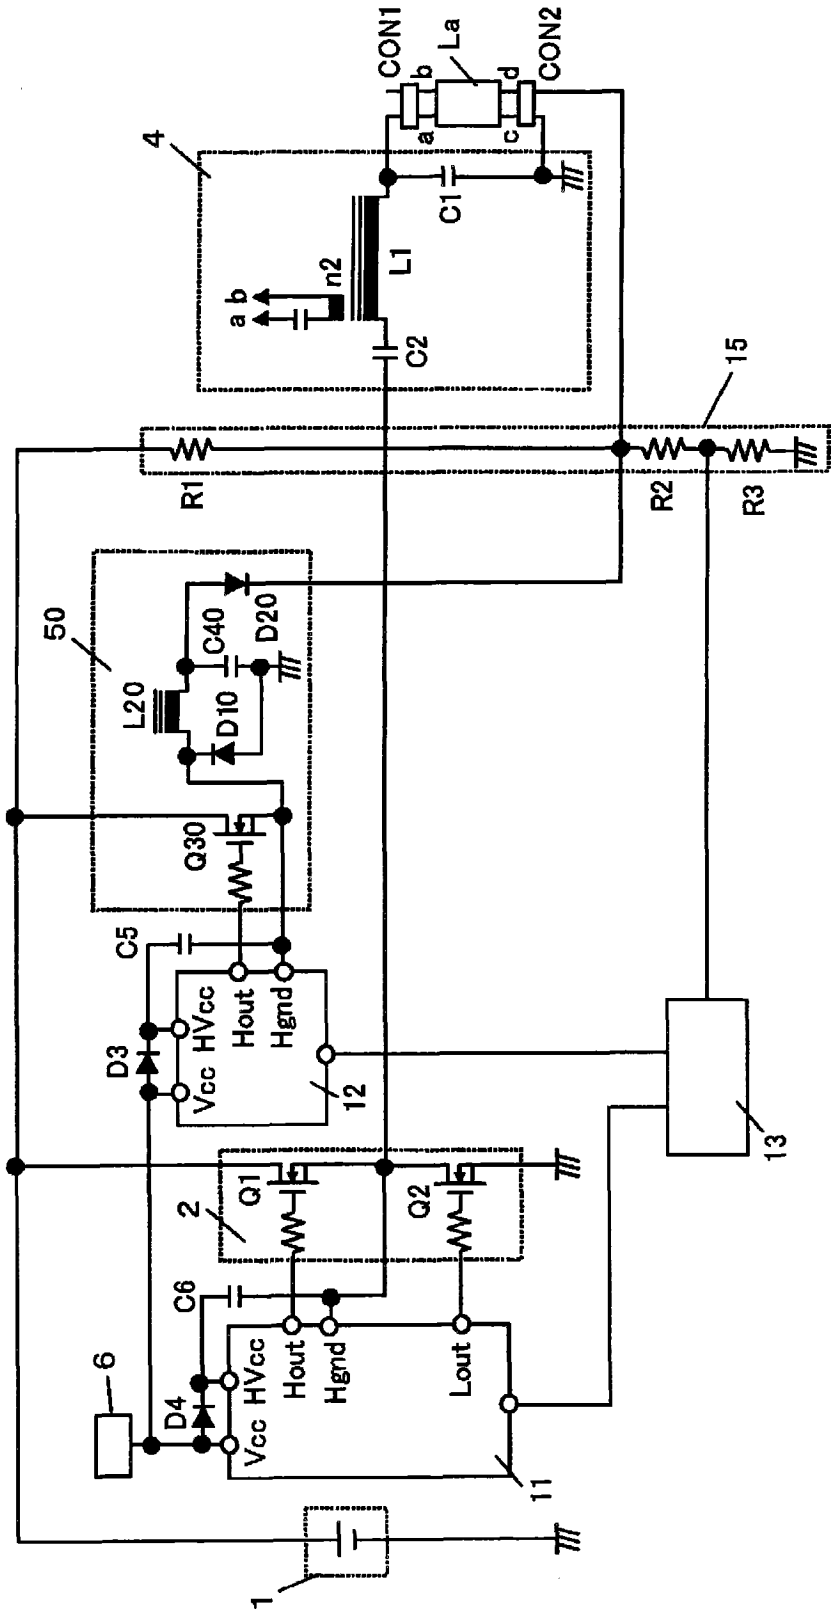 1
6
D4
C6
Vcc
HVcc
Hout
Hgnd
Lout
11
2
Q1
Q2
D3
C5
Vcc
HVcc
Hout
Hgnd
12
13
50
Q30
L20
D10
C40
D20
R1
R2
R3
15
4
a
b
n2
L1
C2
C1
CON1
a
b
La
c
d
CON2